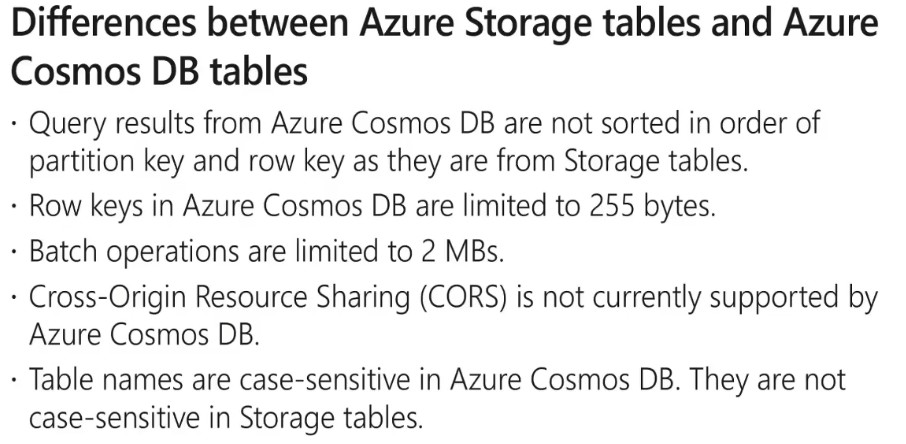 Differences between Azure Storage tables and Azure
Cosmos DB tables
· Query results from Azure Cosmos DB are not sorted in order of
partition key and row key as they are from Storage tables.
· Row keys in Azure Cosmos DB are limited to 255 bytes.
· Batch operations are limited to 2 MBs.
· Cross-Origin Resource Sharing (CORS) is not currently supported by
Azure Cosmos DB.
· Table names are case-sensitive in Azure Cosmos DB. They are not
case-sensitive in Storage tables.